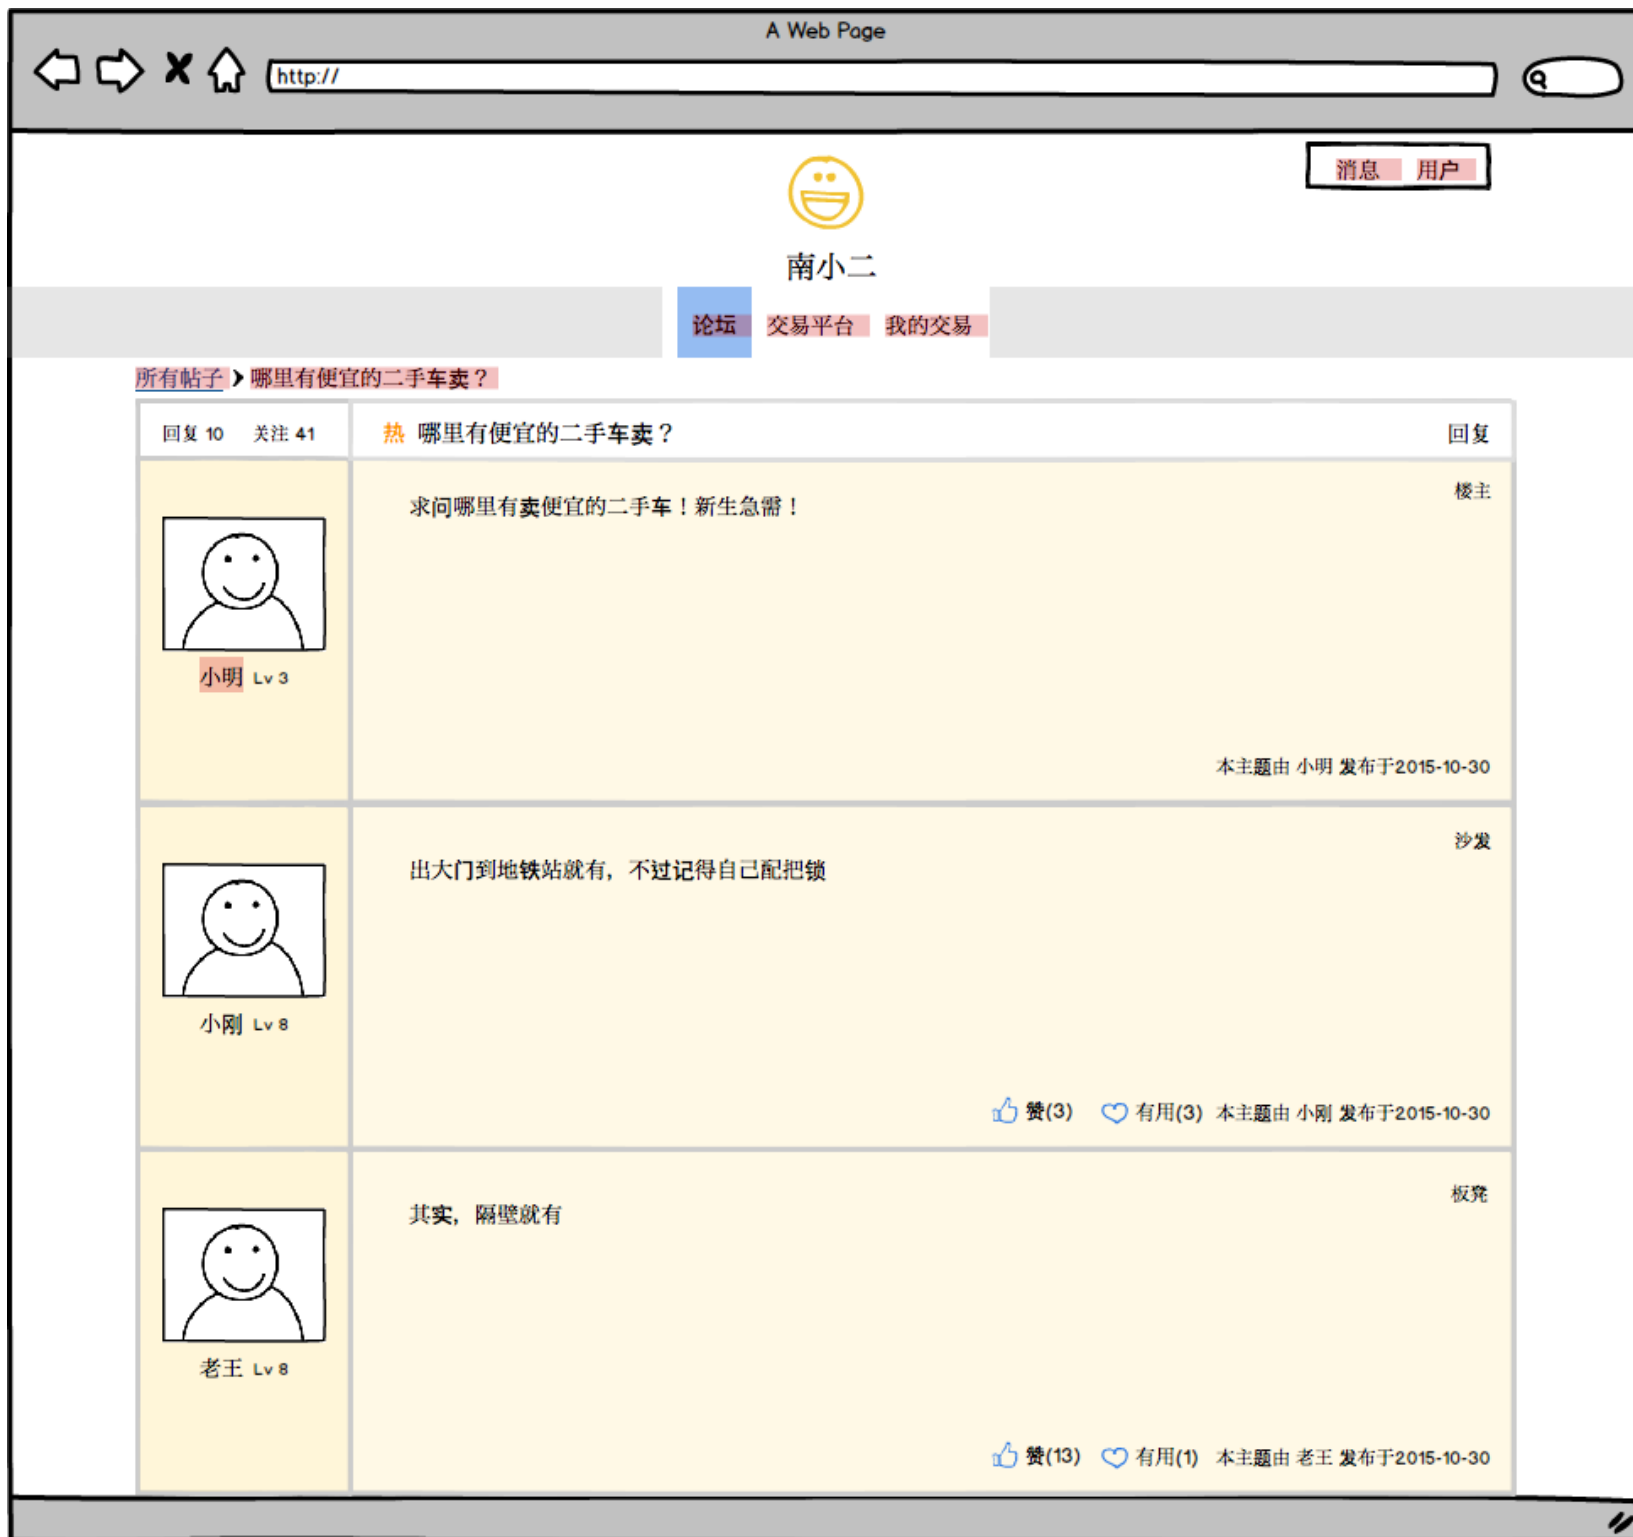 A Web Page
http://
消息 用户
南小二
论坛 交易平台 我的交易
所有帖子 > 哪里有便宜的二手车卖？
回复 10 关注 41 热 哪里有便宜的二手车卖？ 回复
楼主
求问哪里有卖便宜的二手车！新生急需！
小明 Lv 3
本主题由 小明 发布于2015-10-30
沙发
出大门到地铁站就有，不过记得自己配把锁
小刚 Lv 8
赞(3) 有用(3) 本主题由 小刚 发布于2015-10-30
板凳
其实，隔壁就有
老王 Lv 8
赞(13) 有用(1) 本主题由 老王 发布于2015-10-30